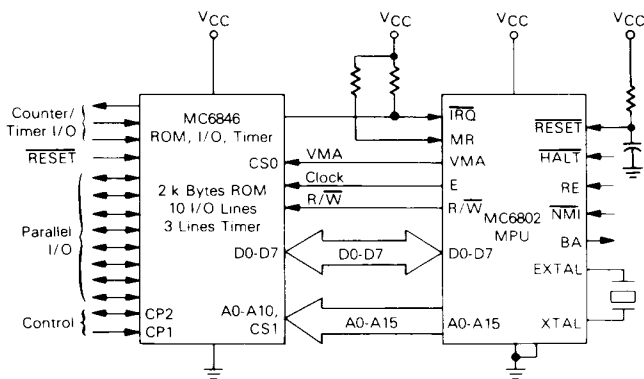 VCC
VCC
VCC
VCC
Counter/
Timer I/O
RESET
Parallel
I/O
Control
MC6846
ROM, I/O, Timer
CS0
2 k Bytes ROM
10 I/O Lines
3 Lines Timer
D0-D7
A0-A10,
CS1
CP2
CP1
VMA
Clock
R/W
D0-D7
A0-A15
IRQ
MR
VMA
E
R/W
MC6802
MPU
D0-D7
A0-A15
RESET
HALT
RE
NMI
BA
EXTAL
XTAL